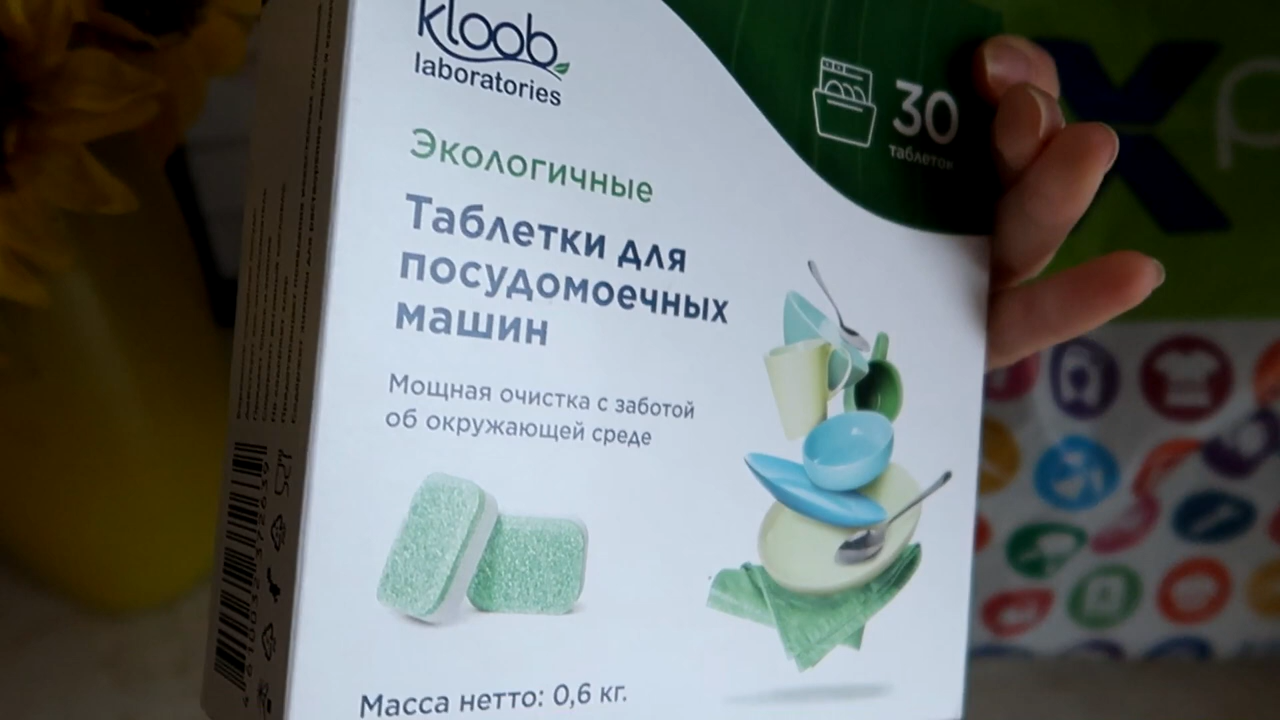 kloob
laboratories
30
таблеток
Экологичные
Таблетки для
посудомоечных
машин
Мощная очистка с заботой
об окружающей среде
Масса нетто: 0,6 кг.